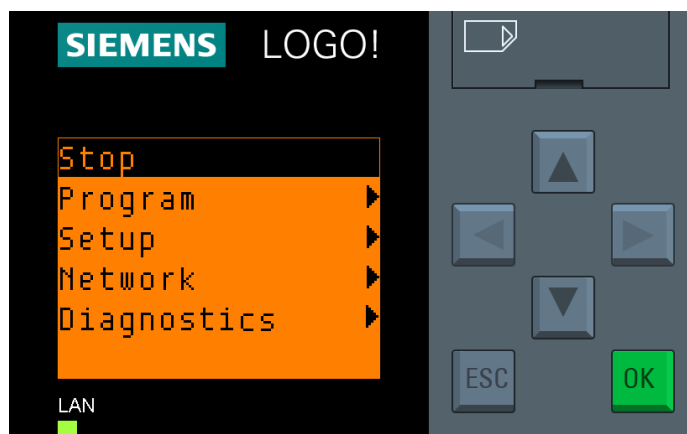 SIEMENS LOGO!
Stop
Program
Setup
Network
Diagnostics
ESC OK
LAN